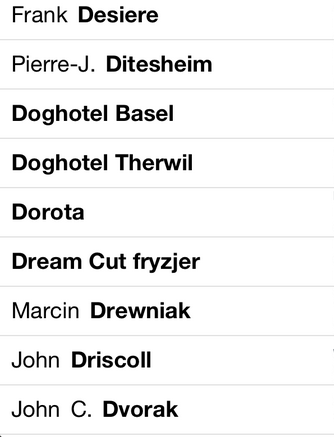 Frank Desiere
Pierre-J. Ditesheim
Doghotel Basel
Doghotel Therwil
Dorota
Dream Cut fryzjer
Marcin Drewniak
John Driscoll
John C. Dvorak